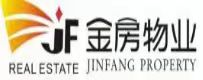 JF 金房物业
REAL ESTATE JINFANG PROPERTY